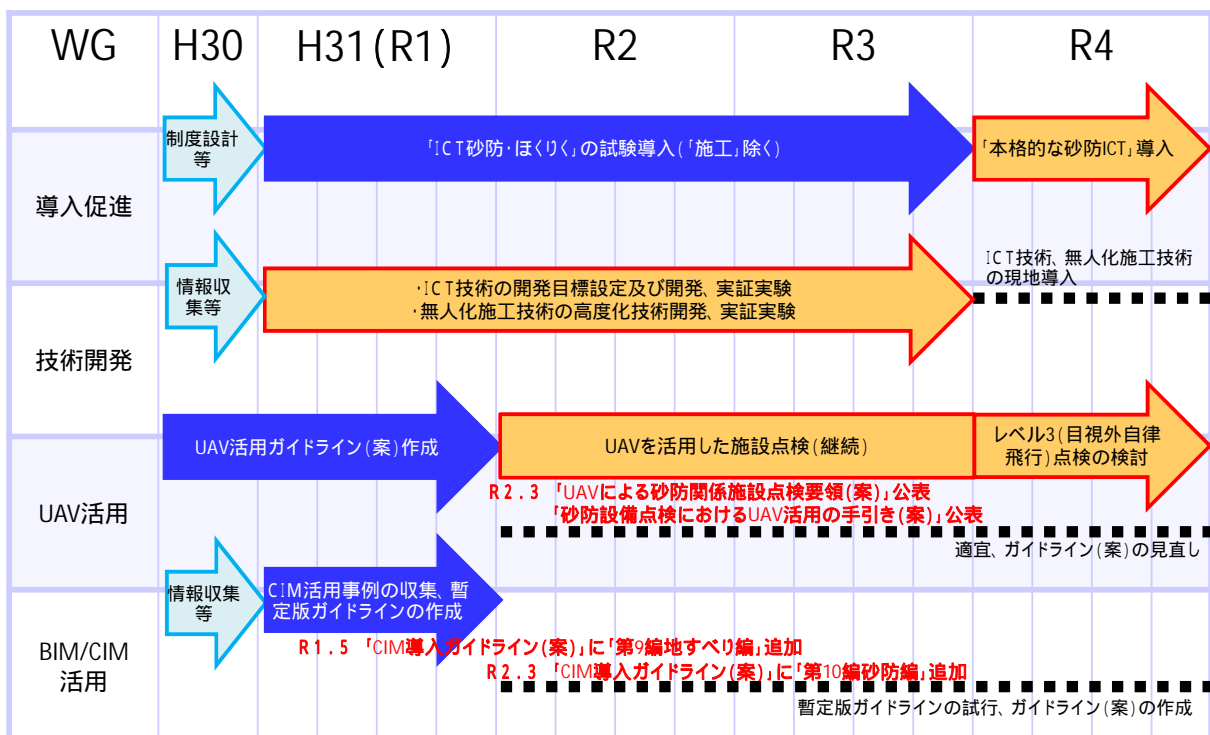 WG H30 H31(R1) R2 R3 R4
導入促進
制度設計
等
「ICT砂防・ほくりく」の試験導入(「施工」除く)
「本格的な砂防ICT」導入
技術開発
情報収
集等
・ICT技術の開発目標設定及び開発、実証実験
・無人化施工技術の高度化技術開発、実証実験
ICT技術、無人化施工技術
の現地導入
UAV活用
UAV活用ガイドライン(案)作成
UAVを活用した施設点検(継続)
レベル3(目視外自律
飛行)点検の検討
R2.3 「UAVによる砂防関係施設点検要領(案)」公表
「砂防設備点検におけるUAV活用の手引き(案)」公表
適宜、ガイドライン(案)の見直し
BIM/CIM
活用
情報収集
等
CIM活用事例の収集、暫
定版ガイドラインの作成
R1.5 「CIM導入ガイドライン(案)」に「第9編地すべり編」追加
R2.3 「CIM導入ガイドライン(案)」に「第10編砂防編」追加
暫定版ガイドラインの試行、ガイドライン(案)の作成